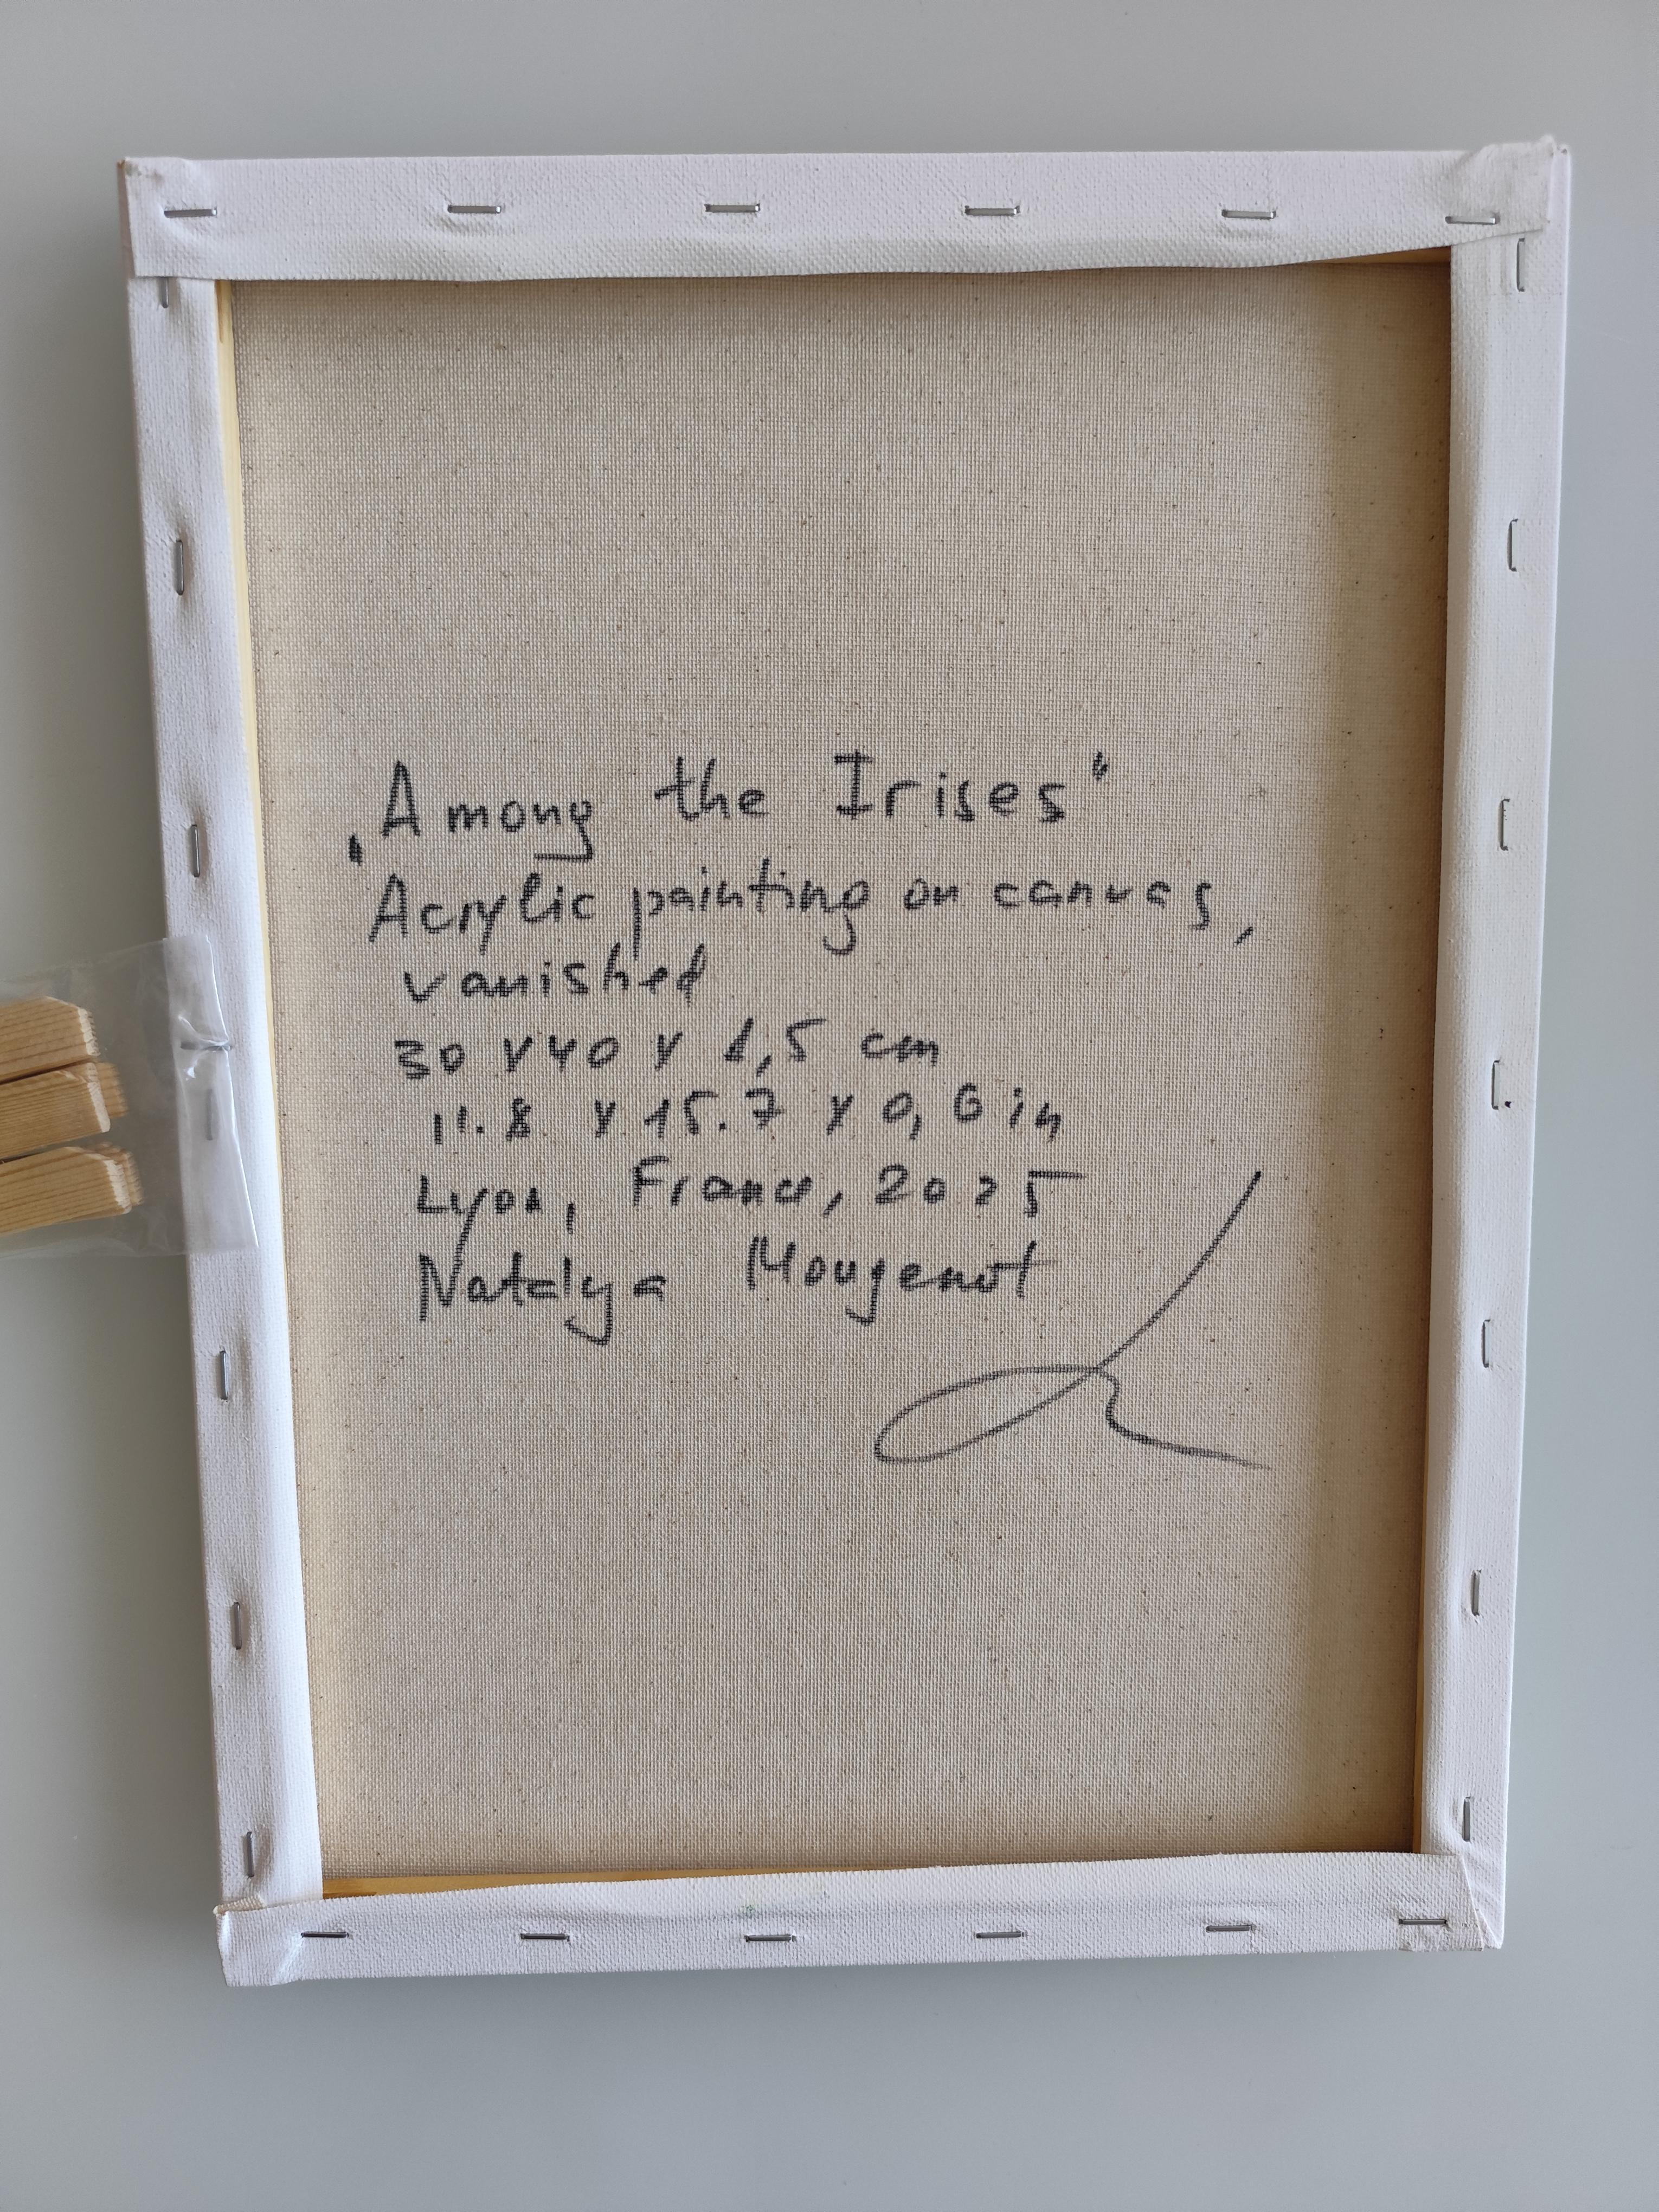 "Among the Irises"
Acrylic painting on canvas,
vanished
30 x 40 x 1,5 cm
11.8 x 15.7 x 0,6 in
Lyon, France, 2025
Natalya Mougenot